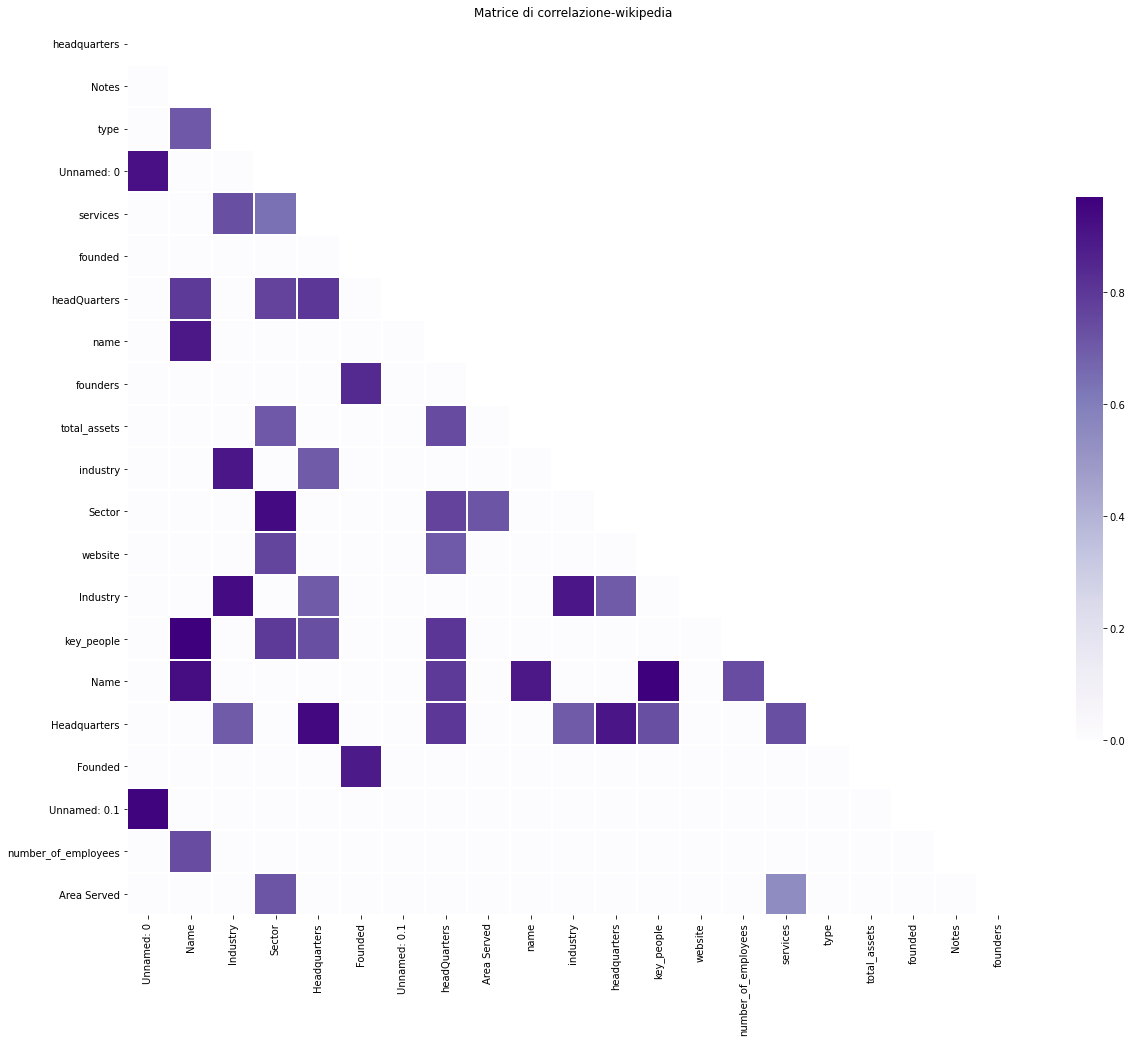 Matrice di correlazione-wikipedia
headquarters
Notes
type
Unnamed: 0
services
founded
headQuarters
name
founders
total_assets
industry
Sector
website
Industry
key_people
Name
Headquarters
Founded
Unnamed: 0.1
number_of_employees
Area Served
Unnamed: 0
Name
Industry
Sector
Headquarters
Founded
Unnamed: 0.1
headQuarters
Area Served
name
industry
headquarters
key_people
website
number_of_employees
services
type
total_assets
founded
Notes
founders
0.8
0.6
0.4
0.2
0.0